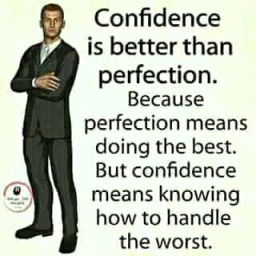 Confidence
is better than
perfection.
Because
perfection means
doing the best.
But confidence
means knowing
how to handle
the worst.